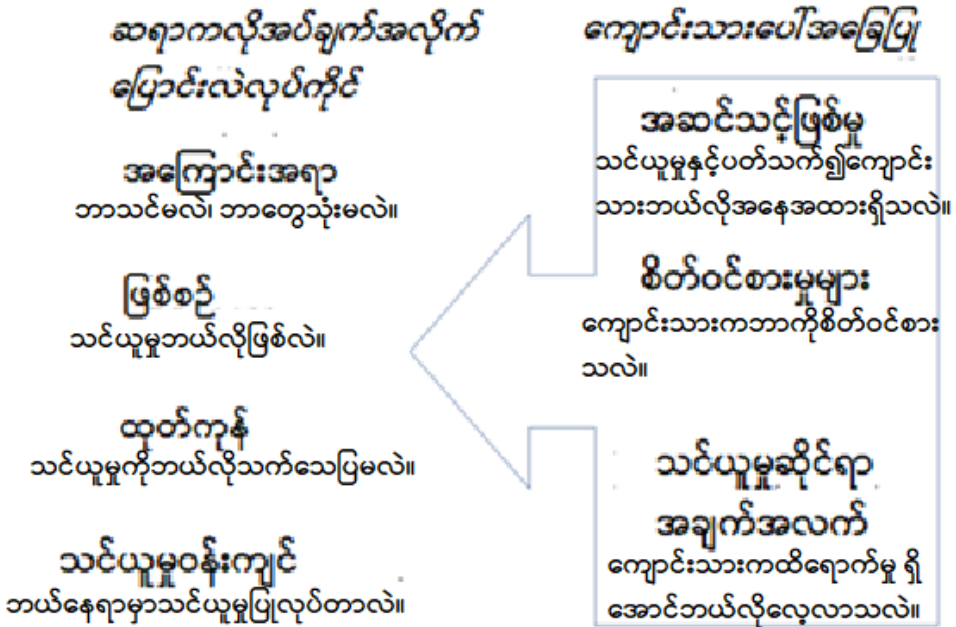 ဆရာကလိုအပ်ချက်အလိုက်
ပြောင်းလဲလုပ်ကိုင်
အကြောင်းအရာ
ဘာသင်မလဲ၊ ဘာတွေသုံးမလဲ။
ဖြစ်စဉ်
သင်ယူမှုဘယ်လိုဖြစ်လဲ။
ထုတ်ကုန်
သင်ယူမှုကိုဘယ်လိုသက်သေပြမလဲ။
သင်ယူမှုဝန်းကျင်
ဘယ်နေရာမှာသင်ယူမှုပြုလုပ်တာလဲ။
ကျောင်းသားပေါ်အခြေပြု
အဆင်သင့်ဖြစ်မှု
သင်ယူမှုနှင့်ပတ်သက်၍ကျောင်း
သားဘယ်လိုအနေအထားရှိသလဲ။
စိတ်ဝင်စားမှုများ
ကျောင်းသားကဘာကိုစိတ်ဝင်စား
သလဲ။
သင်ယူမှုဆိုင်ရာ
အချက်အလက်
ကျောင်းသားကထိရောက်မှု ရှိ
အောင်ဘယ်လိုလေ့လာသလဲ။